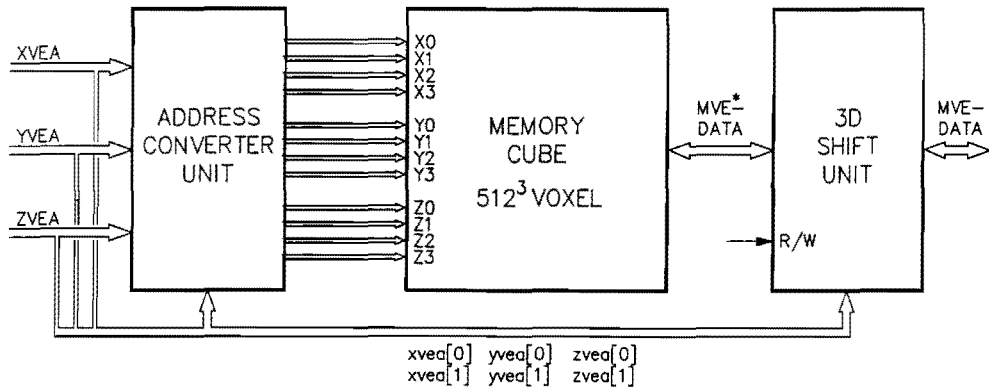 XVEA
YVEA
ZVEA
ADDRESS
CONVERTER
UNIT
X0
X1
X2
X3
Y0
Y1
Y2
Y3
Z0
Z1
Z2
Z3
MEMORY
CUBE
512³ VOXEL
MVE*-
DATA
3D
SHIFT
UNIT
R/W
MVE-
DATA
xvea[0] yvea[0] zvea[0]
xvea[1] yvea[1] zvea[1]